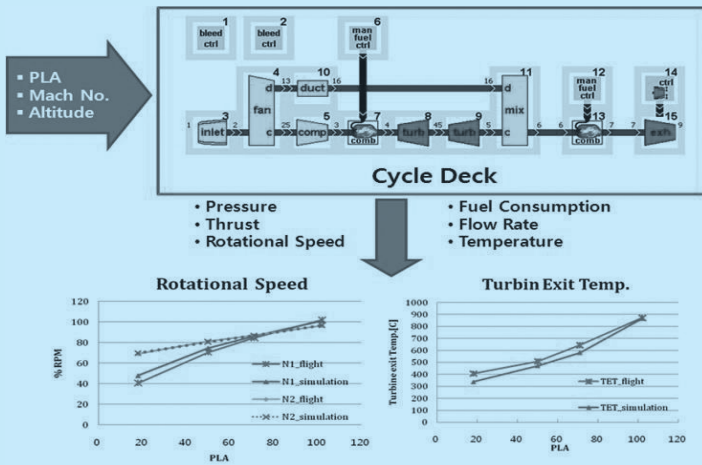 1
bleed
ctrl
2
bleed
ctrl
6
man
fuel
ctrl
▪ PLA
▪ Mach No.
▪ Altitude
4
13
10
16
d
duct
fan
c
16
11
d
mix
c
12
man
fuel
ctrl
14
ctrl
1
3
inlet
2
25
5
comp
3
7
comb
4
8
turb
45
9
turb
5
6
6
13
comb
7
7
15
exh
9
Cycle Deck
• Pressure
• Thrust
• Rotational Speed
• Fuel Consumption
• Flow Rate
• Temperature
Rotational Speed
% RPM
120
100
80
60
40
20
0
0 20 40 60 80 100 120
PLA
N1_flight
N1_simulation
N2_flight
N2_simulation
Turbin Exit Temp.
Turbine exit Temp.[C]
1000
900
800
700
600
500
400
300
200
100
0
0 20 40 60 80 100 120
PLA
TET_flight
TET_simulation